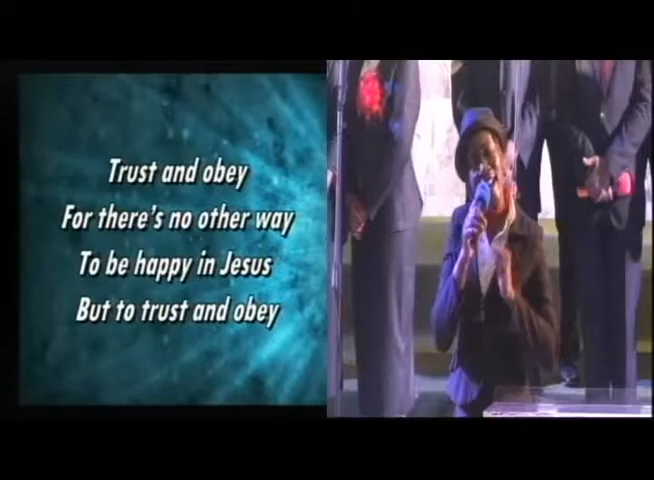 Trust and obey
For there's no other way
To be happy in Jesus
But to trust and obey